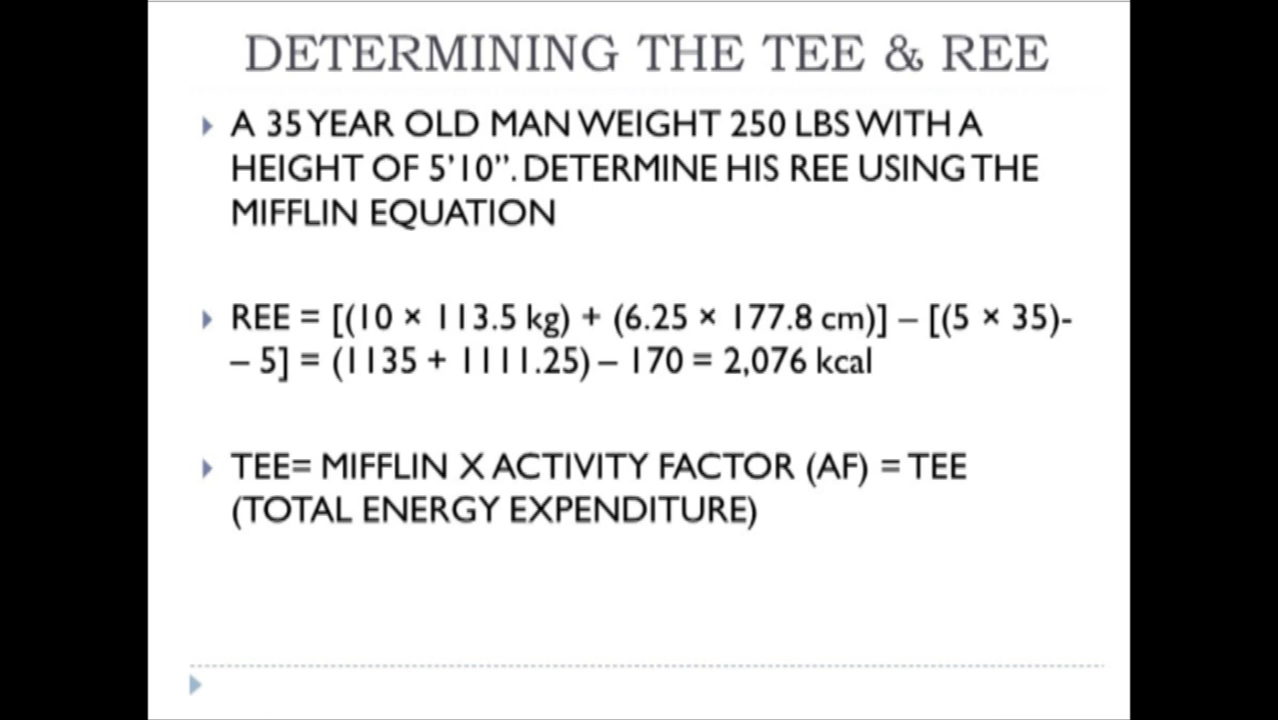 DETERMINING THE TEE & REE
A 35 YEAR OLD MAN WEIGHT 250 LBS WITH A
HEIGHT OF 5’10”. DETERMINE HIS REE USING THE
MIFFLIN EQUATION
REE = [(10 × 113.5 kg) + (6.25 × 177.8 cm)] – [(5 × 35)-
– 5] = (1135 + 1111.25) – 170 = 2,076 kcal
TEE= MIFFLIN X ACTIVITY FACTOR (AF) = TEE
(TOTAL ENERGY EXPENDITURE)